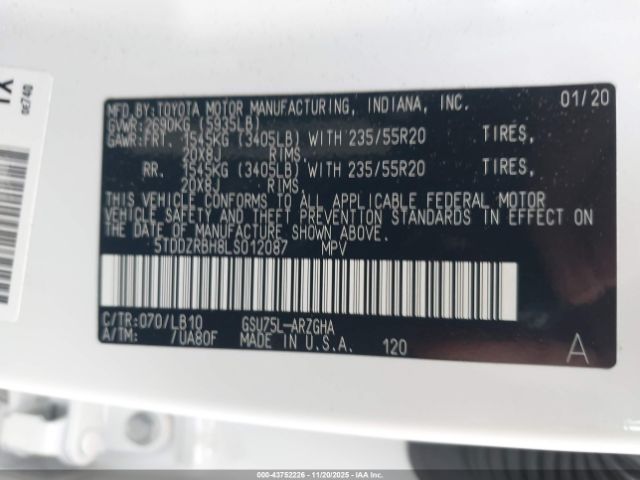 MFD.BY:TOYOTA MOTOR MANUFACTURING, INDIANA, INC. 01/20
GVWR:2690KG (5935LB)
GAWR:FRT. 1545KG (3405LB) WITH 235/55R20 TIRES,
20X8J RIMS.
RR. 1545KG (3405LB) WITH 235/55R20 TIRES,
20X8J RIMS.
THIS VEHICLE CONFORMS TO ALL APPLICABLE FEDERAL MOTOR
VEHICLE SAFETY, THEFT PREVENTION STANDARDS IN EFFECT ON
THE DATE OF MANUFACTURE SHOWN ABOVE.
5TDDZRBH8LS012087 MPV
C/TR:070/LB10 GSU75L-ARZGHA
A/TM: /UA80F MADE IN U.S.A. 120 A
0E740
000-43752226 - 11/20/2025 - IAA Inc.